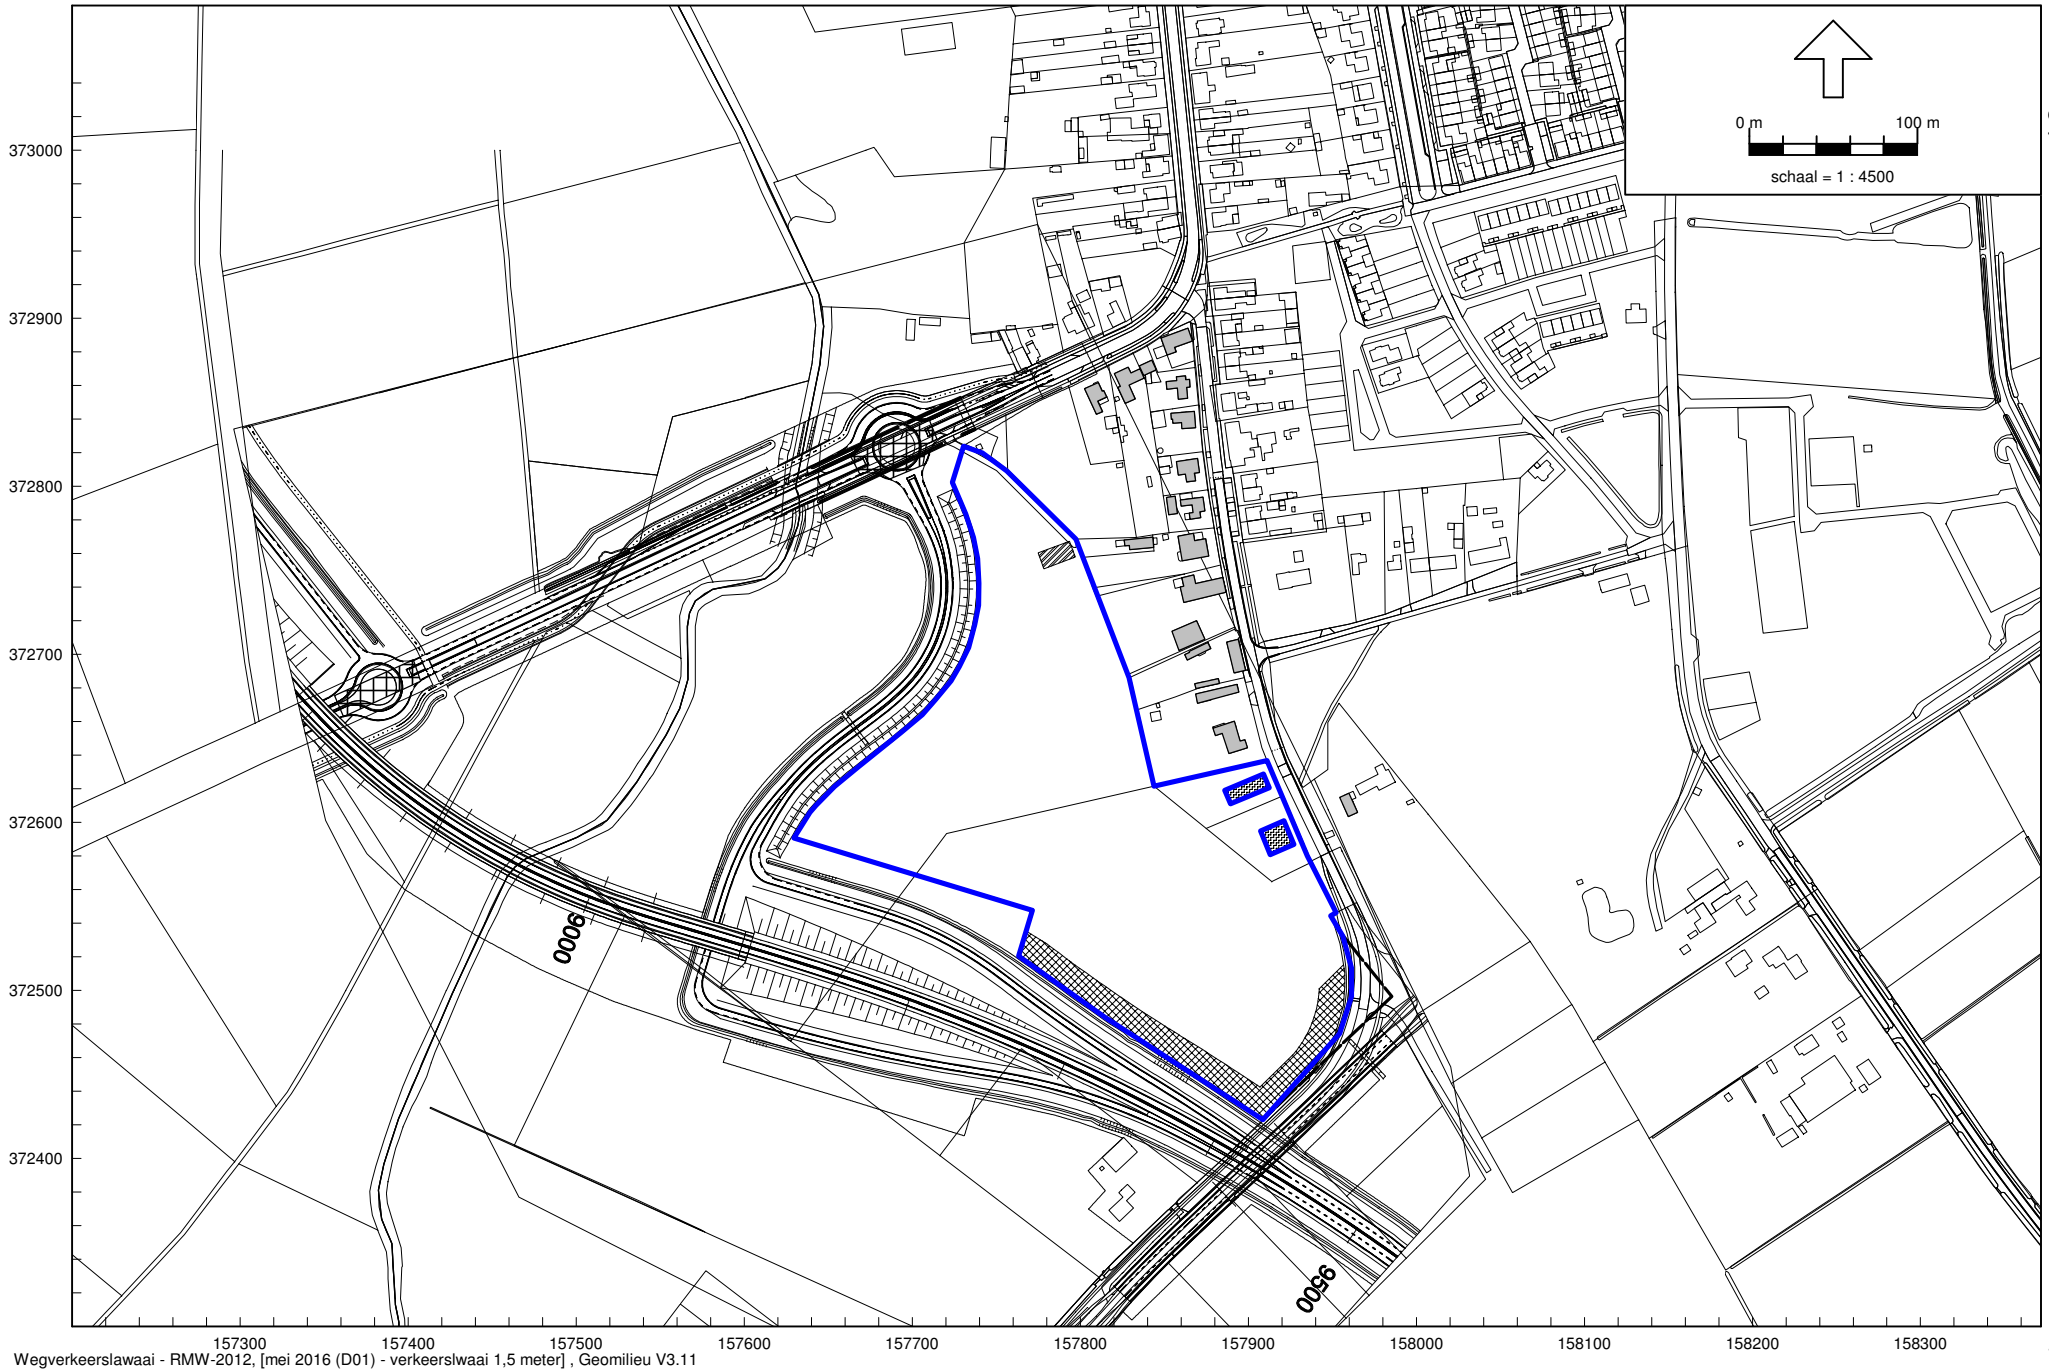 0 m 100 m
schaal = 1 : 4500
373000
372900
372800
372700
372600
372500
372400
9000
9500
157300 157400 157500 157600 157700 157800 157900 158000 158100 158200 158300
Wegverkeerslawaai - RMW-2012, [mei 2016 (D01) - verkeerslwaai 1,5 meter] , Geomilieu V3.11